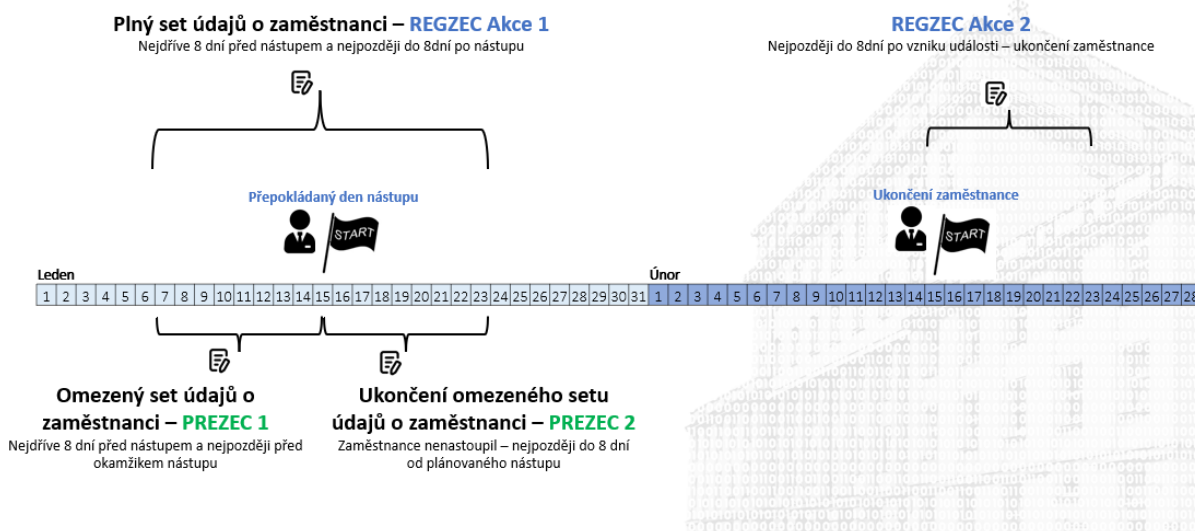 Plný set údajů o zaměstnanci – REGZEC Akce 1
Nejdříve 8 dní před nástupem a nejpozději do 8dní po nástupu
REGZEC Akce 2
Nejpozději do 8dní po vzniku události – ukončení zaměstnance
Přepokládaný den nástupu
START
Ukončení zaměstnance
START
Leden
Únor
1 2 3 4 5 6 7 8 9 10 11 12 13 14 15 16 17 18 19 20 21 22 23 24 25 26 27 28 29 30 31 1 2 3 4 5 6 7 8 9 10 11 12 13 14 15 16 17 18 19 20 21 22 23 24 25 26 27 28
Omezený set údajů o
zaměstnanci – PREZEC 1
Nejdříve 8 dní před nástupem a nejpozději před
okamžikem nástupu
Ukončení omezeného setu
údajů o zaměstnanci – PREZEC 2
Zaměstnance nenastoupil – nejpozději do 8 dní
od plánovaného nástupu